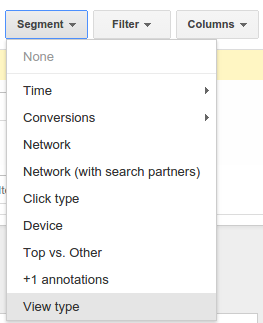 Segment Filter Columns
None
Time
Conversions
Network
Network (with search partners)
Click type
Device
Top vs. Other
+1 annotations
View type